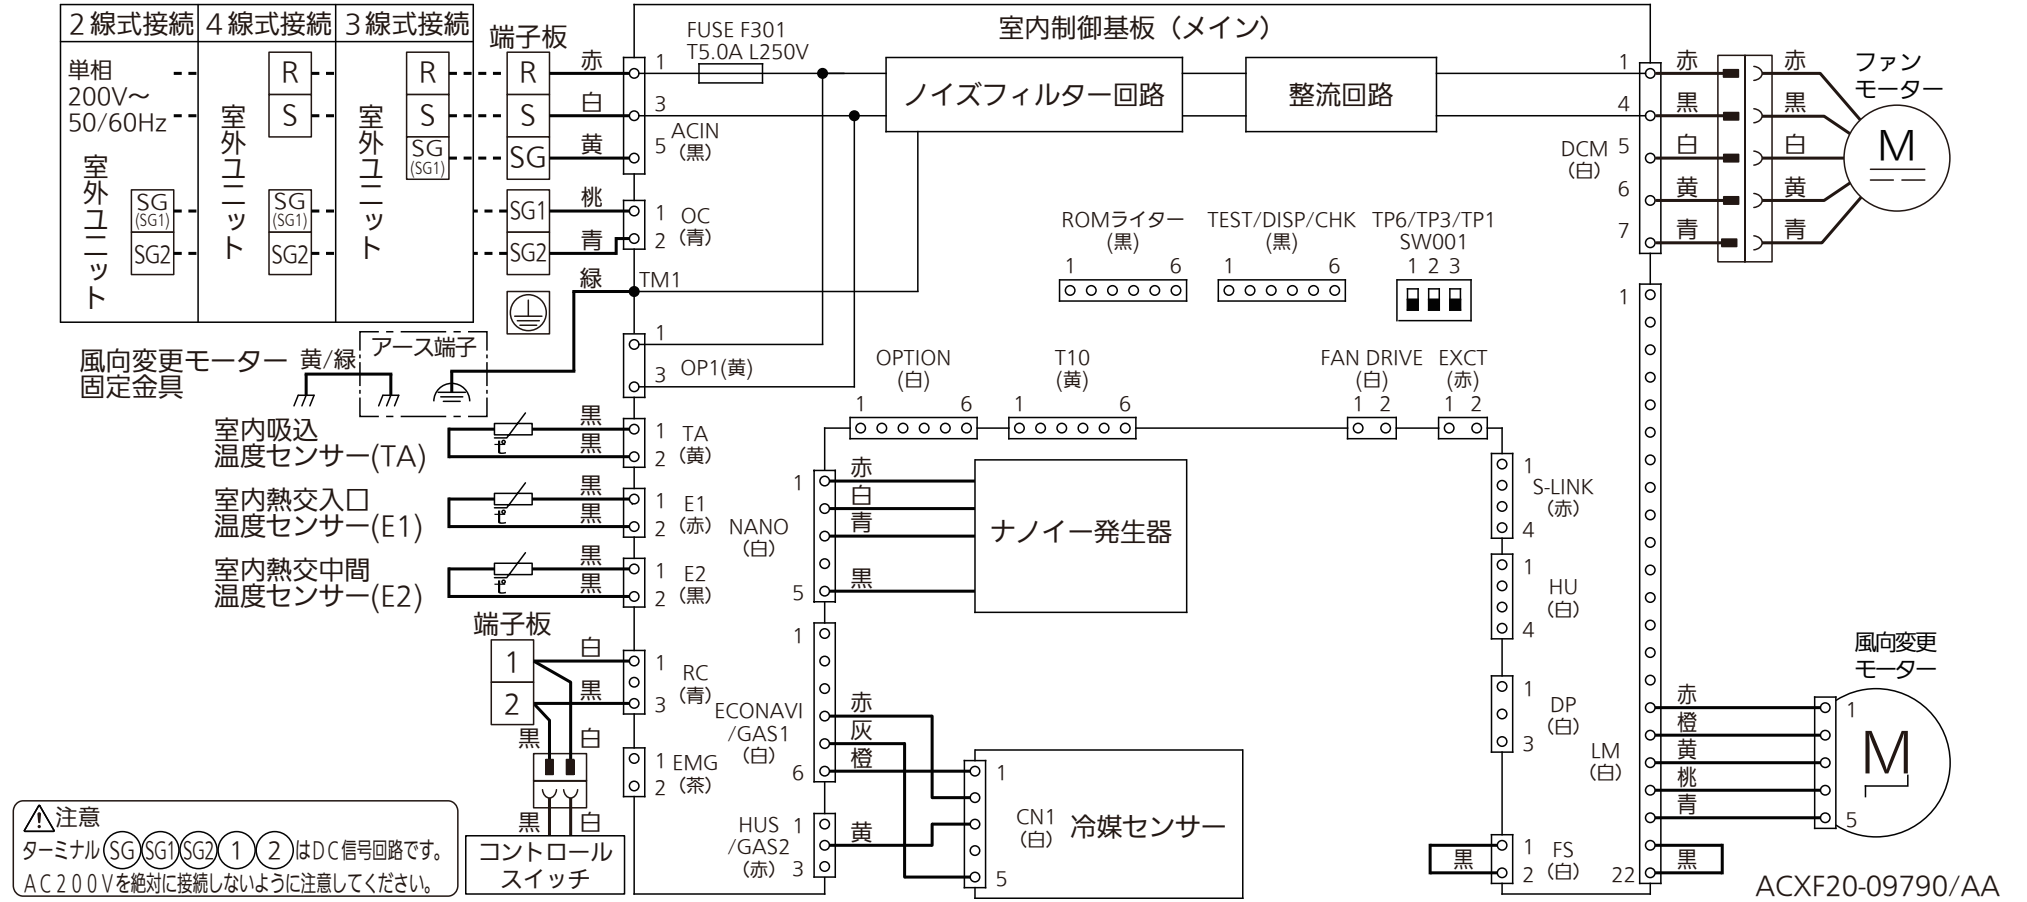 2線式接続
4線式接続
3線式接続
単相
200V～
50/60Hz
室外ユニット
SG
(SG1)
SG2
R
S
室外ユニット
SG
(SG1)
SG2
R
S
SG
(SG1)
室外ユニット
端子板
R
S
SG
SG1
SG2
赤
白
黄
桃
青
緑
1
3
5
ACIN
(黒)
1
2
OC
(青)
TM1
1
3
OP1(黄)
FUSE F301
T5.0A L250V
室内制御基板（メイン）
ノイズフィルター回路
整流回路
1
4
5
6
7
DCM
(白)
赤
黒
白
黄
青
赤
黒
白
黄
青
ファン
モーター
M
ROMライター
(黒)
1 6
TEST/DISP/CHK
(黒)
1 6
TP6/TP3/TP1
SW001
1 2 3
風向変更モーター
固定金具
黄/緑
アース端子
OPTION
(白)
1 6
T10
(黄)
1 6
FAN DRIVE
(白)
1 2
EXCT
(赤)
1 2
室内吸込
温度センサー(TA)
ｾﾞ
黒
黒
1
2
TA
(黄)
室内熱交入口
温度センサー(E1)
黒
黒
1
2
E1
(赤)
室内熱交中間
温度センサー(E2)
黒
黒
1
2
E2
(黒)
端子板
1
2
白
黒
1
3
RC
(青)
黒
白
黒
白
コントロール
スイッチ
1
2
EMG
(茶)
1
5
NANO
(白)
赤
白
青
黒
ナノイー発生器
1
6
ECONAVI
/GAS1
(白)
赤
灰
橙
HUS
/GAS2
(赤)
1
3
黄
1
5
CN1
(白)
冷媒センサー
1
4
S-LINK
(赤)
1
4
HU
(白)
1
3
DP
(白)
黒
1
2
FS
(白)
1
22
LM
(白)
赤
橙
黄
桃
青
黒
風向変更
モーター
1
5
M
注意
ターミナル SG SG1 SG2 1 2 はDC信号回路です。
AC200Vを絶対に接続しないように注意してください。
ACXF20-09790/AA